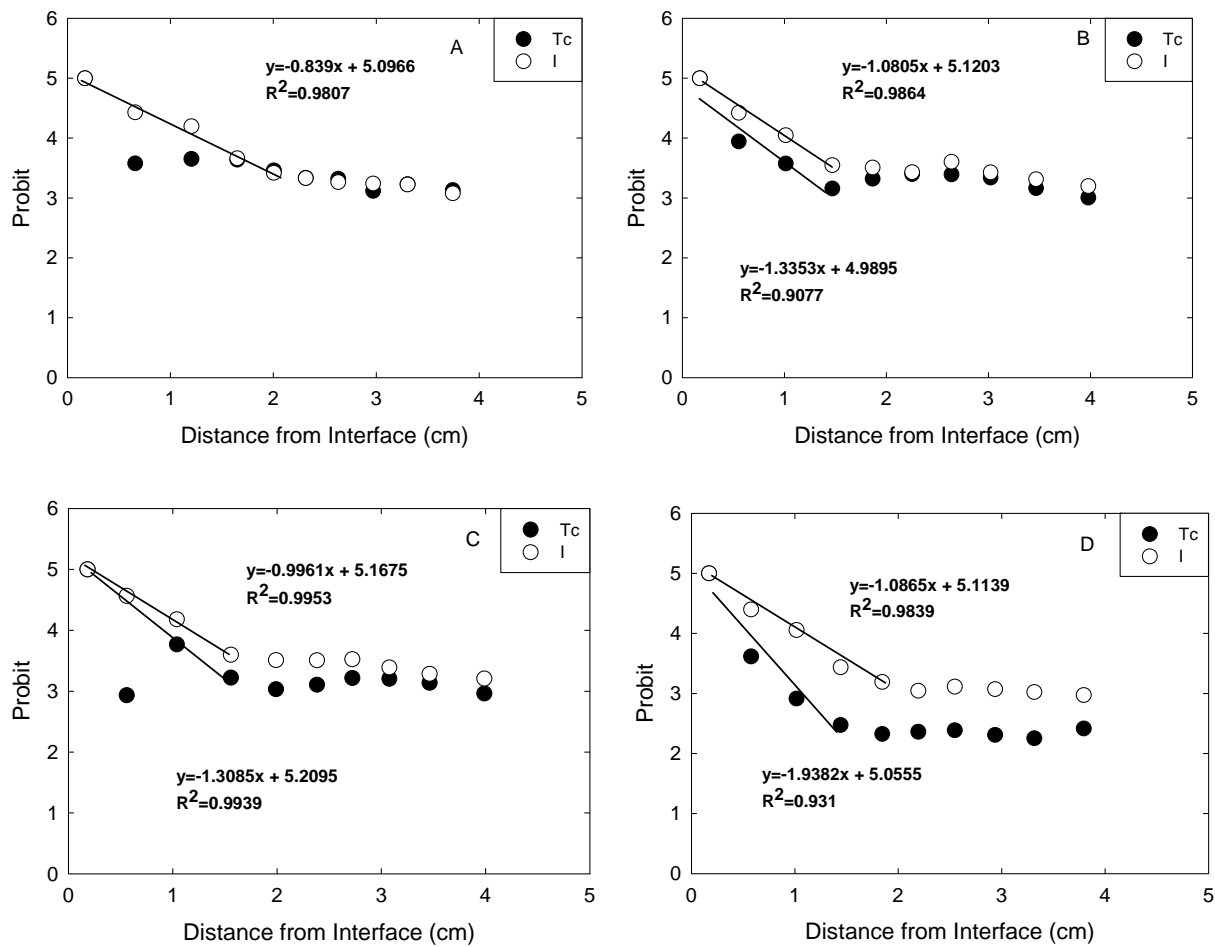 A
Tc
I
y=-0.839x + 5.0966
R2=0.9807
6
5
4
3
2
1
0
Probit
0 1 2 3 4 5
Distance from Interface (cm)
B
Tc
I
y=-1.0805x + 5.1203
R2=0.9864
y=-1.3353x + 4.9895
R2=0.9077
6
5
4
3
2
1
0
Probit
0 1 2 3 4 5
Distance from Interface (cm)
C
Tc
I
y=-0.9961x + 5.1675
R2=0.9953
y=-1.3085x + 5.2095
R2=0.9939
6
5
4
3
2
1
0
Probit
0 1 2 3 4 5
Distance from Interface (cm)
D
Tc
I
y=-1.0865x + 5.1139
R2=0.9839
y=-1.9382x + 5.0555
R2=0.931
6
5
4
3
2
1
0
Probit
0 1 2 3 4 5
Distance from Interface (cm)